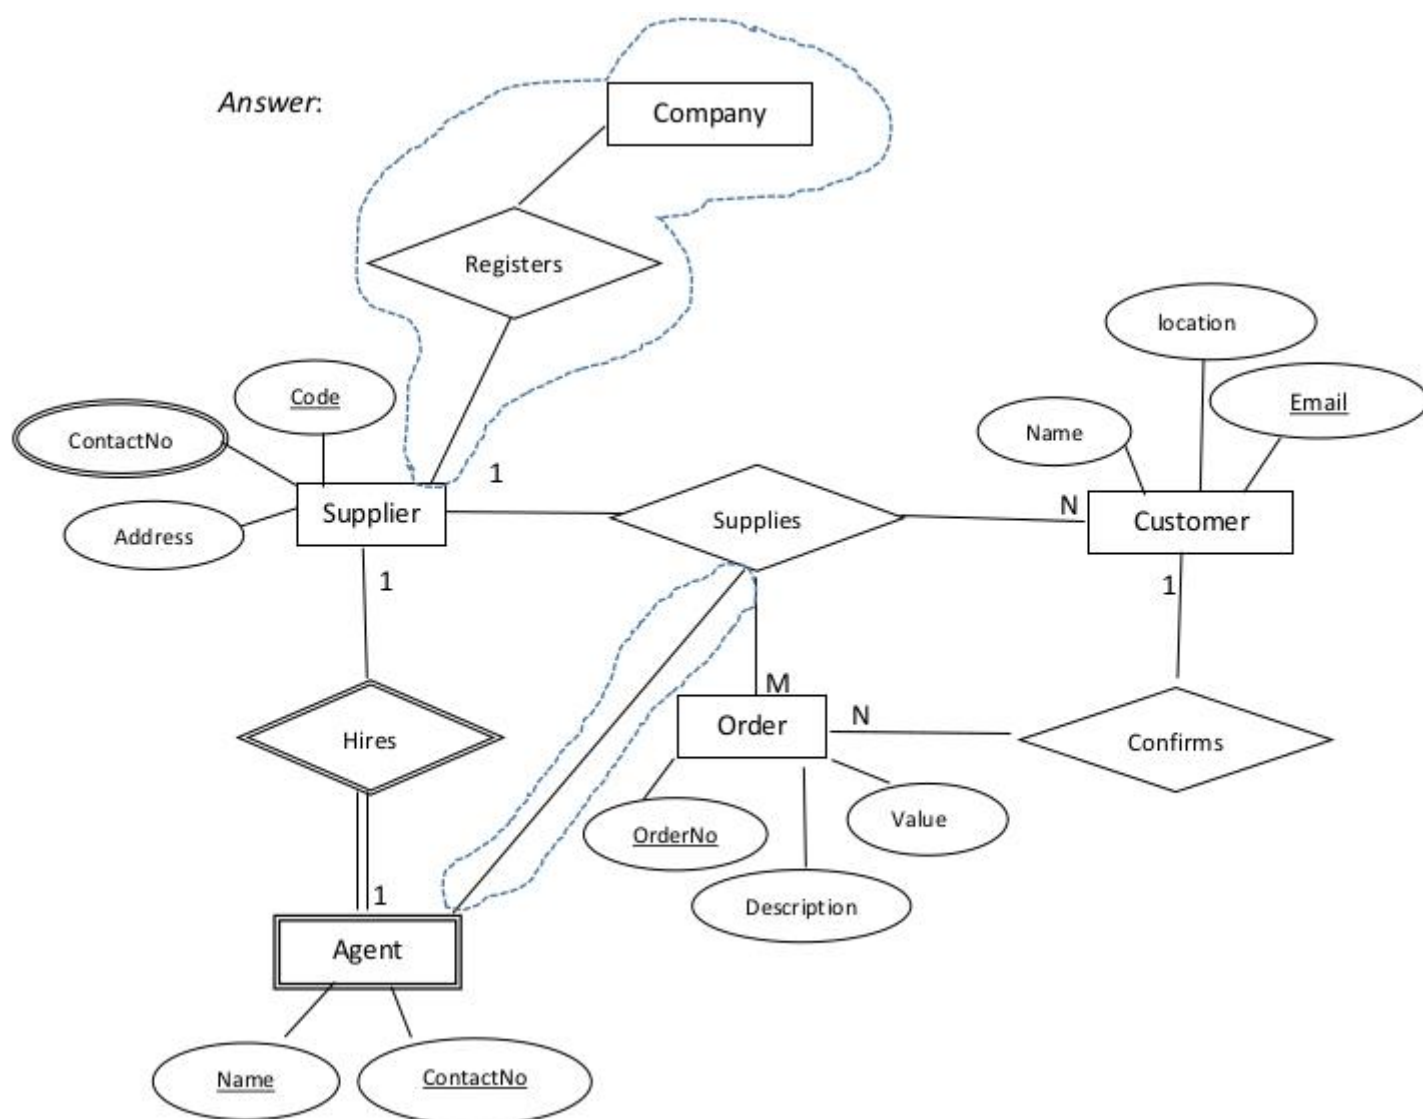 Answer:
Company
Registers
location
Code
Email
ContactNo
Name
1
Supplier
Supplies
N
Customer
Address
1
1
M
Order
N
Hires
Confirms
OrderNo
Value
1
Description
Agent
Name
ContactNo